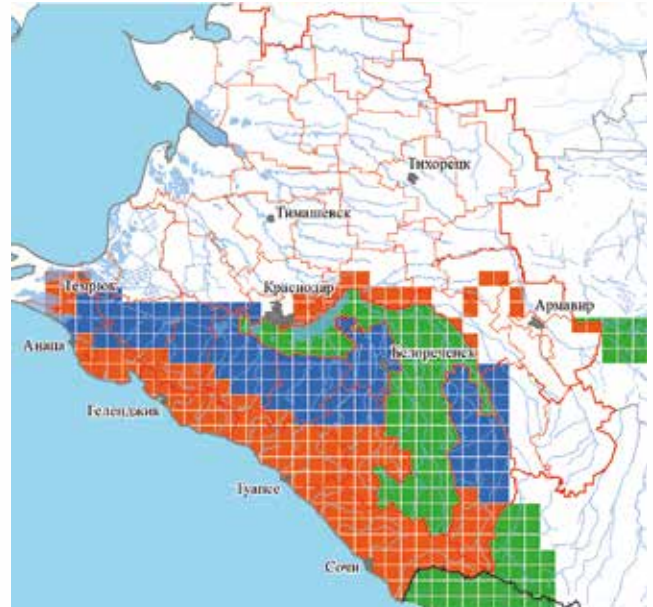 Тихорецк
Тимашевск
Темрюк
Краснодар
Армавир
Анапа
Белореченск
Геленджик
Туапсе
Сочи